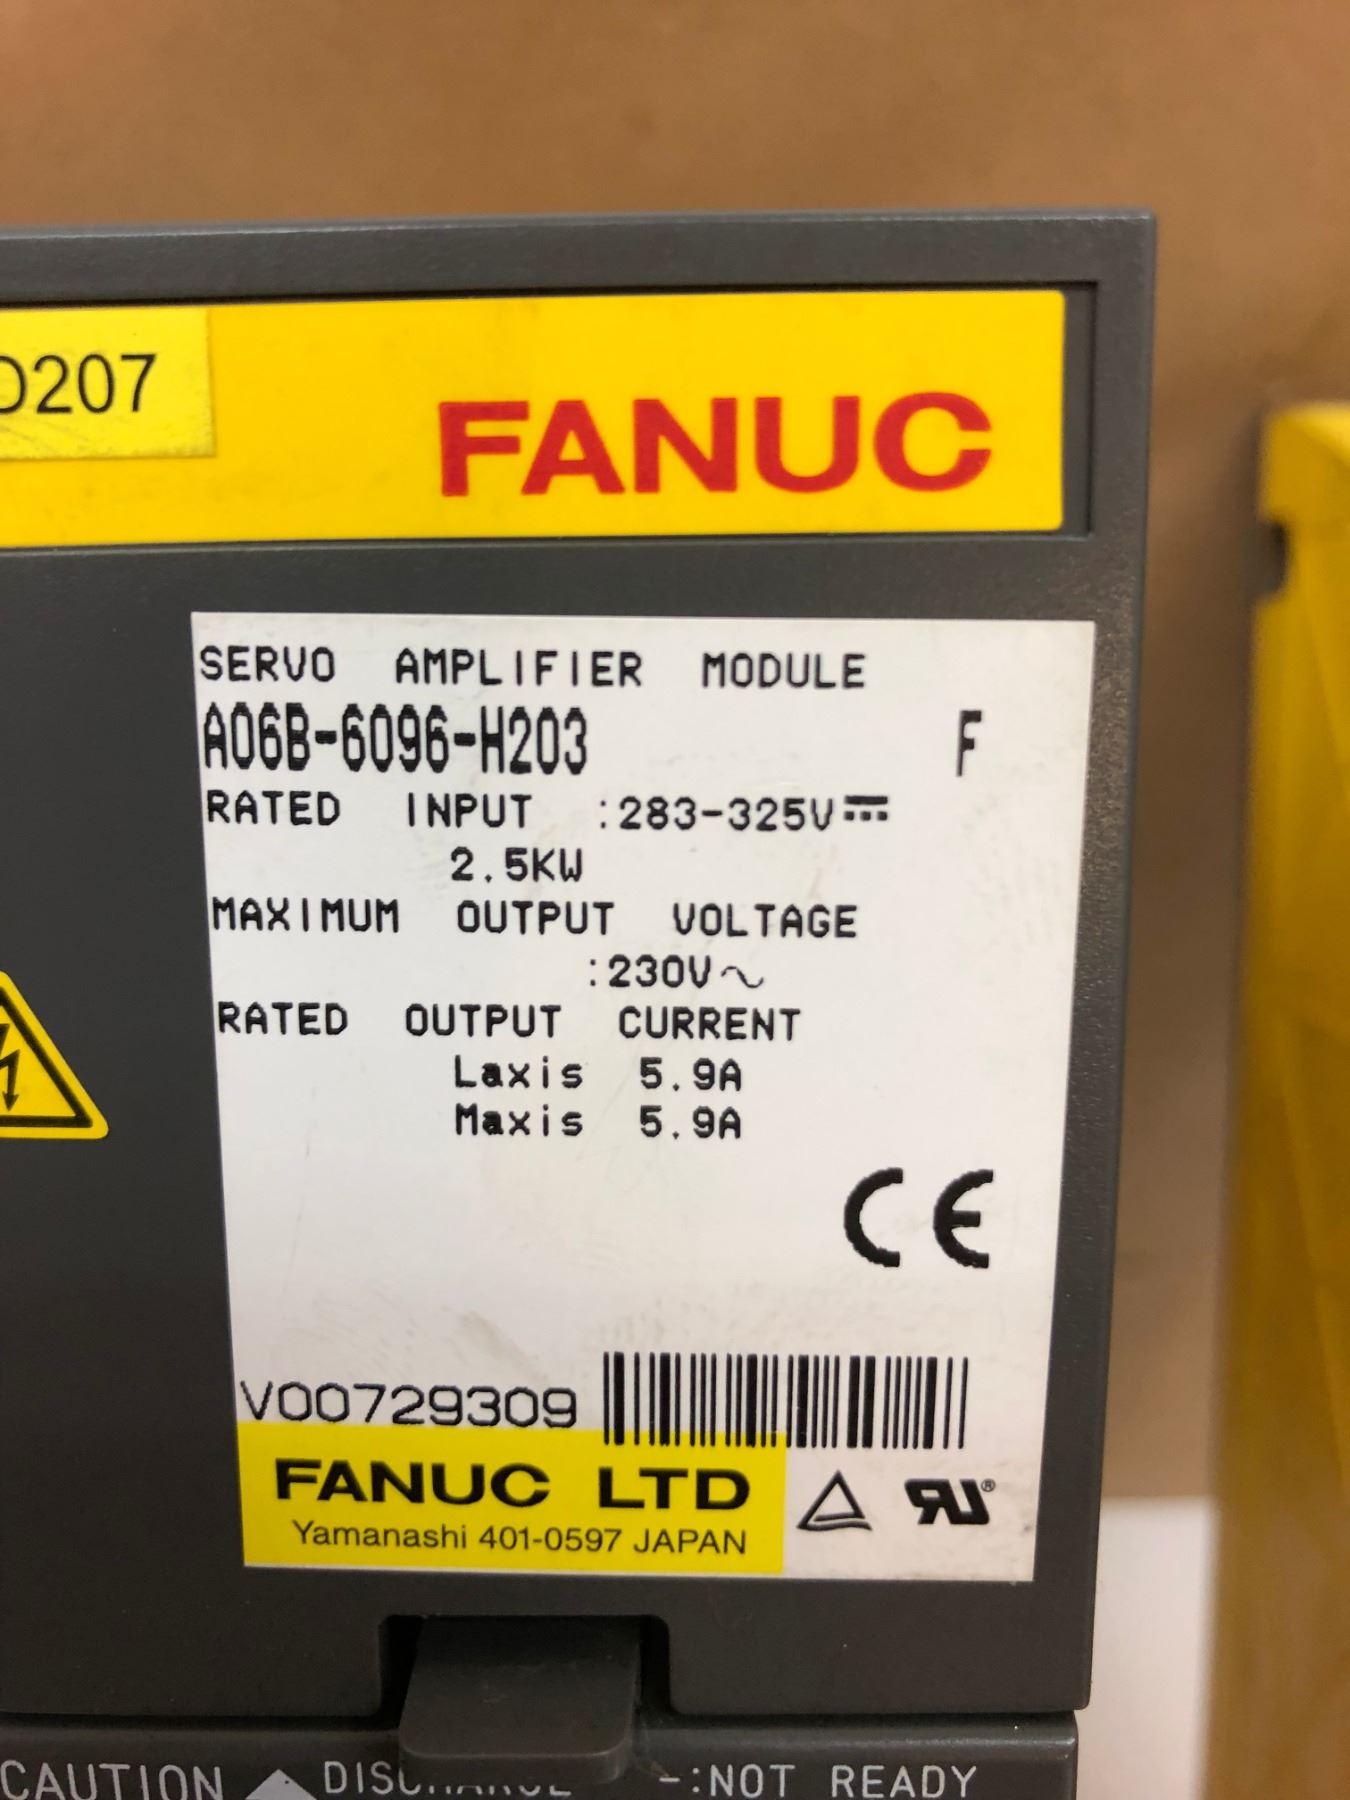 D207
FANUC
SERVO AMPLIFIER MODULE
A06B-6096-H203 F
RATED INPUT :283-325V⎓
2.5KW
MAXIMUM OUTPUT VOLTAGE
:230V∿
RATED OUTPUT CURRENT
Laxis 5.9A
Maxis 5.9A
CE
V00729309
FANUC LTD
Yamanashi 401-0597 JAPAN
CAUTION -:NOT READY